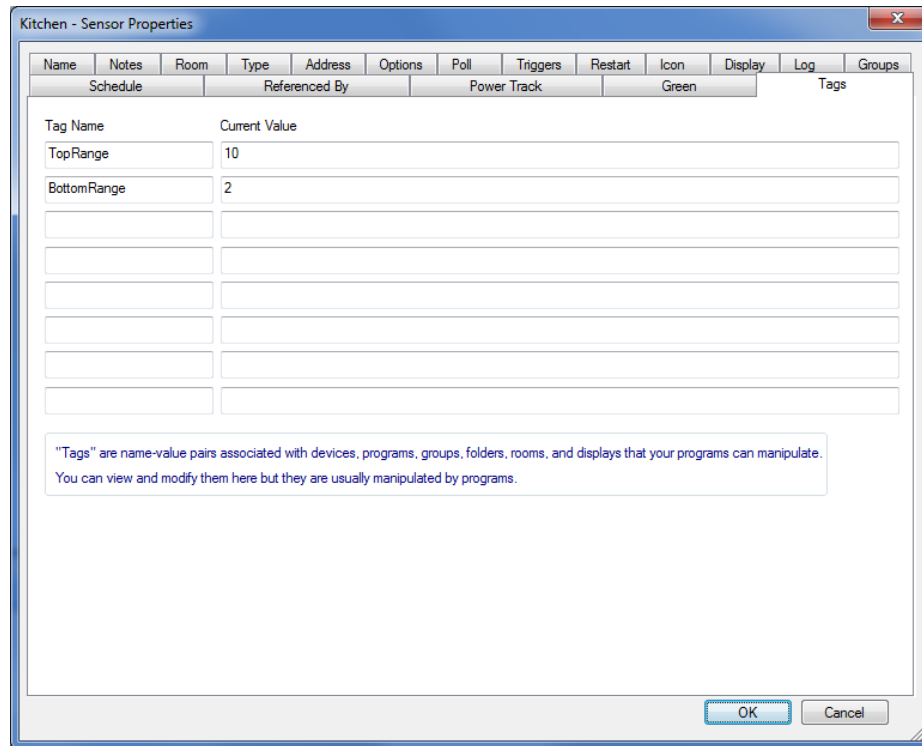 Kitchen - Sensor Properties
Name Notes Room Type Address Options Poll Triggers Restart Icon Display Log Groups
Schedule Referenced By Power Track Green Tags
Tag Name Current Value
TopRange 10
BottomRange 2
"Tags" are name-value pairs associated with devices, programs, groups, folders, rooms, and displays that your programs can manipulate.
You can view and modify them here but they are usually manipulated by programs.
OK Cancel